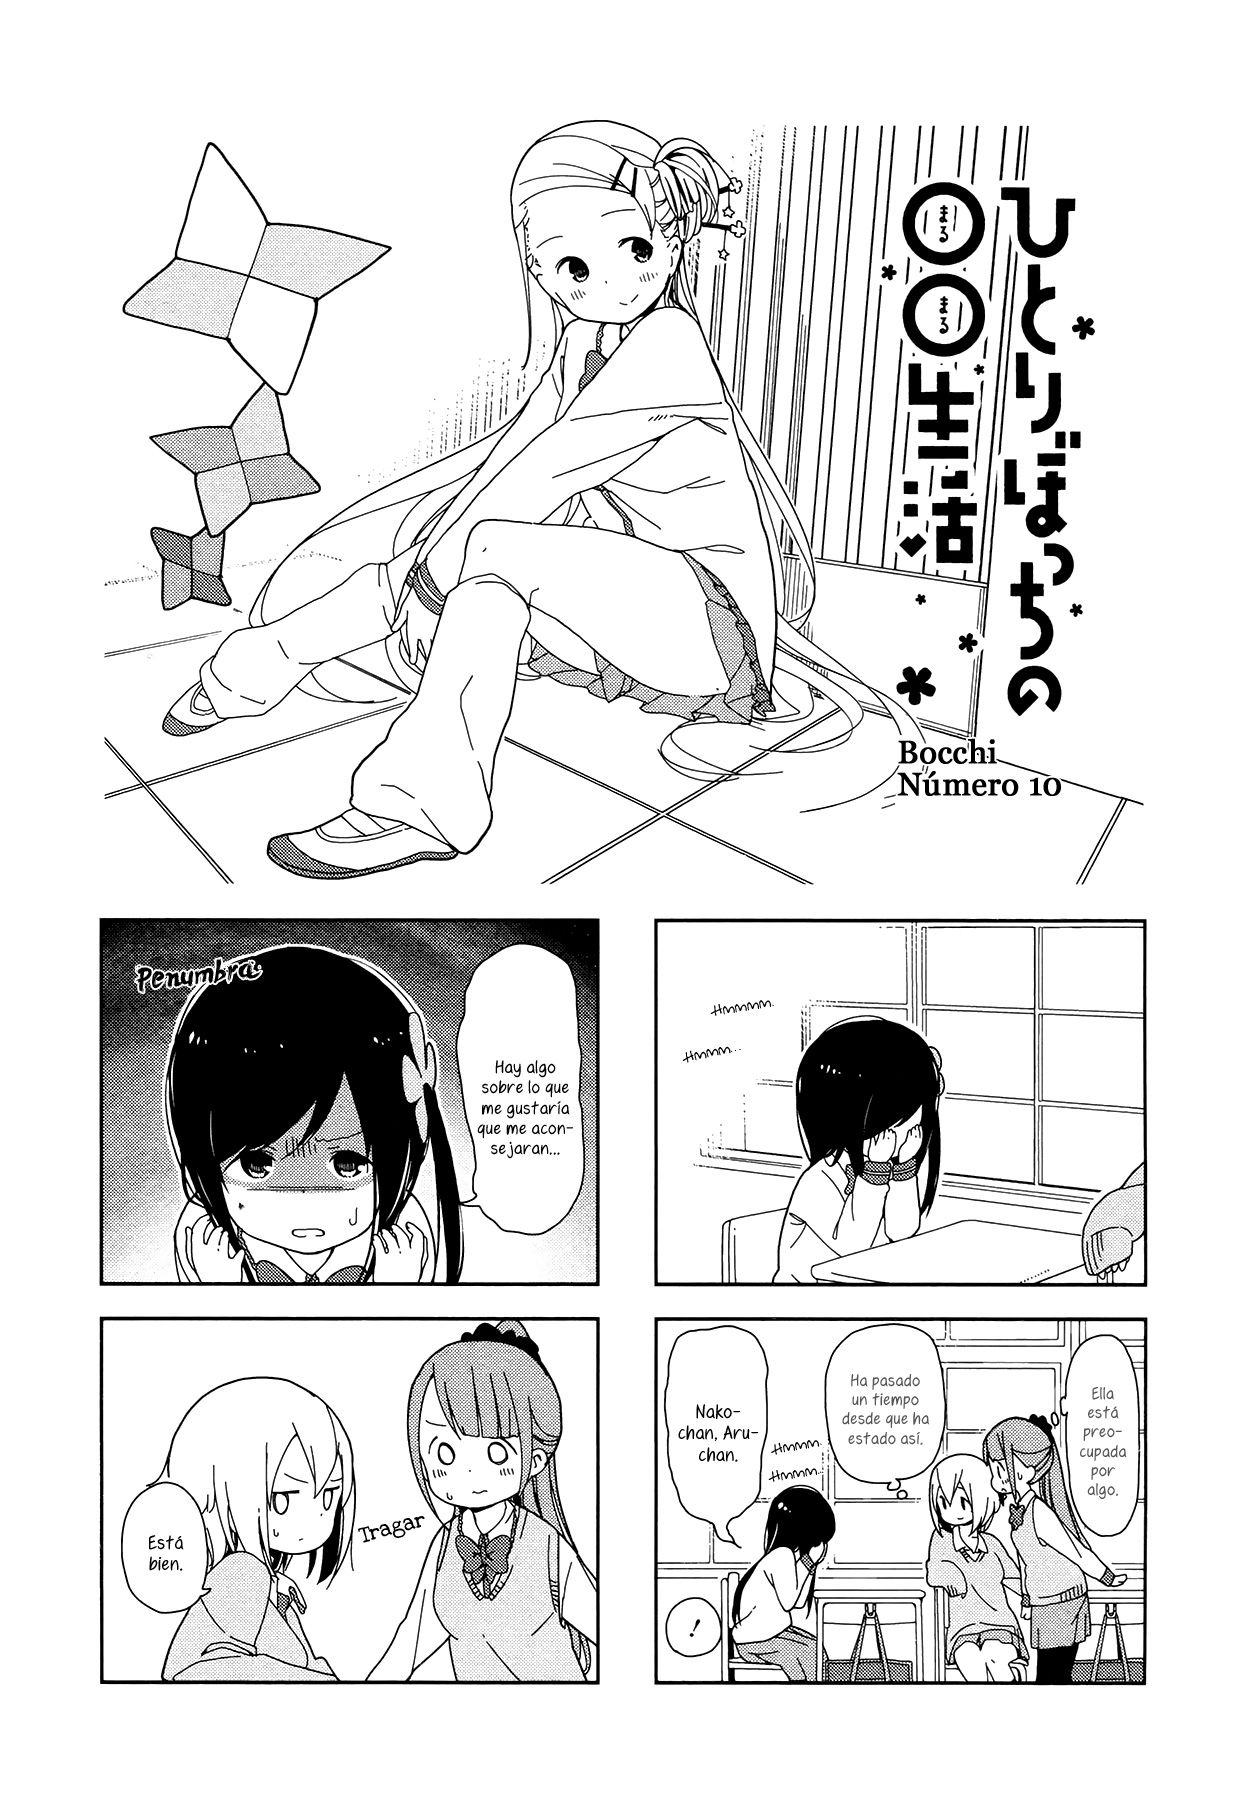 ひとりぼっちの
○○生活
まる
まる
Bocchi
Número 10
Hmmmm.
Hmmm...
Ella
está
preo-
cupada
por
algo.
Ha pasado
un tiempo
desde que ha
estado así.
Hmmm.
Hmmm.
Nako-
chan, Aru-
chan.
!
Penumbra
Hay algo
sobre lo que
me gustaría
que me acon-
sejaran...
Tragar
Está
bien.